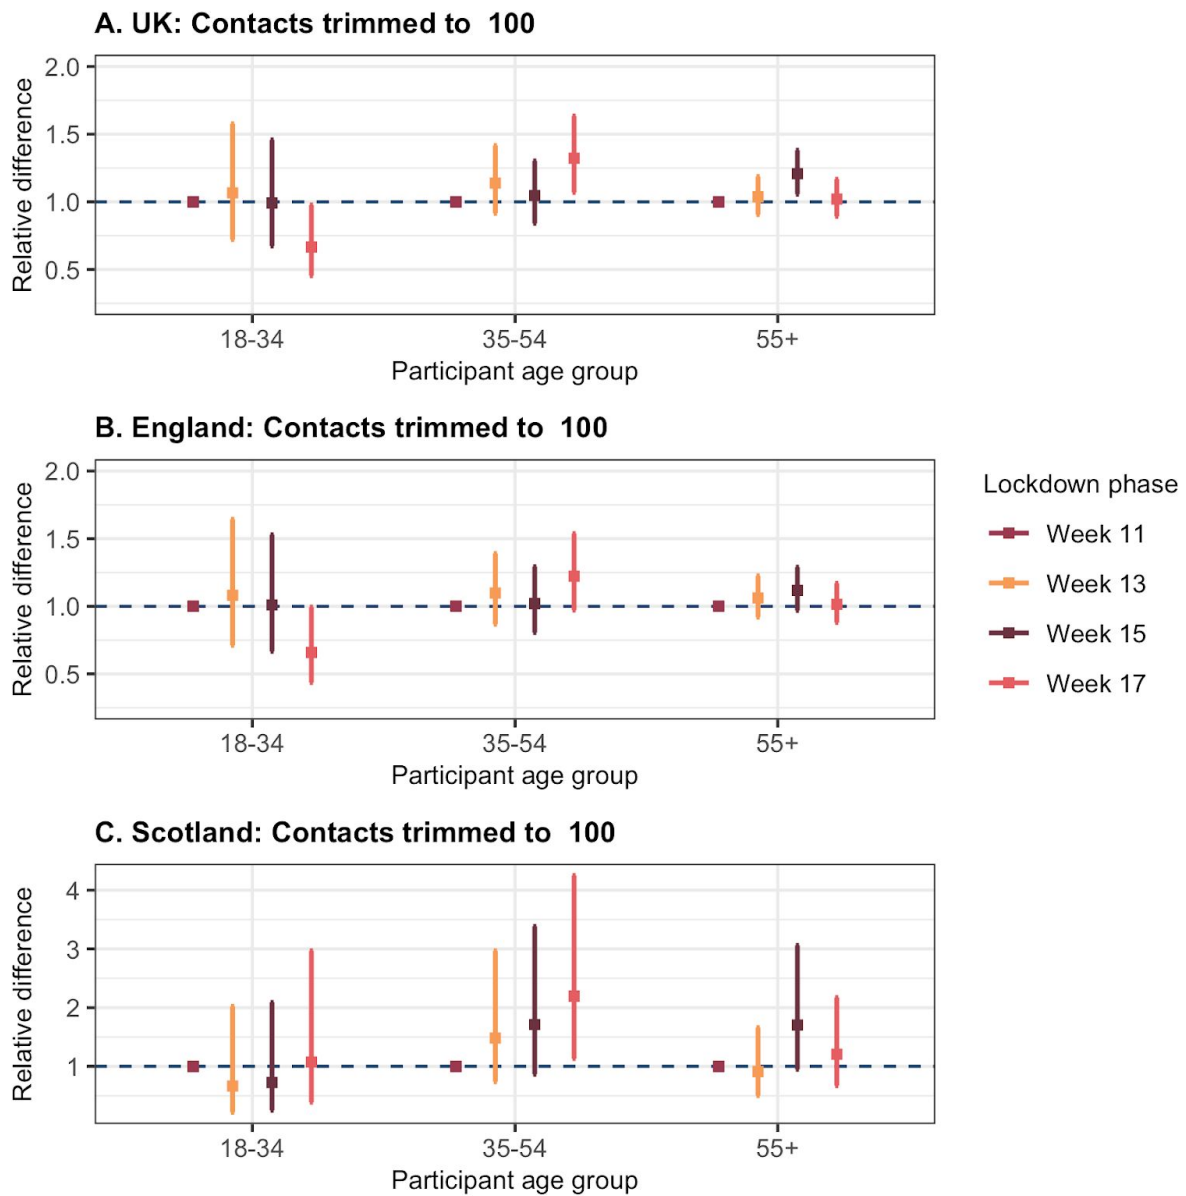 A. UK: Contacts trimmed to  100
Relative difference
2.0
1.5
1.0
0.5
18-34
35-54
55+
Participant age group
B. England: Contacts trimmed to  100
Relative difference
2.0
1.5
1.0
0.5
18-34
35-54
55+
Participant age group
Lockdown phase
Week 11
Week 13
Week 15
Week 17
C. Scotland: Contacts trimmed to  100
Relative difference
4
3
2
1
18-34
35-54
55+
Participant age group